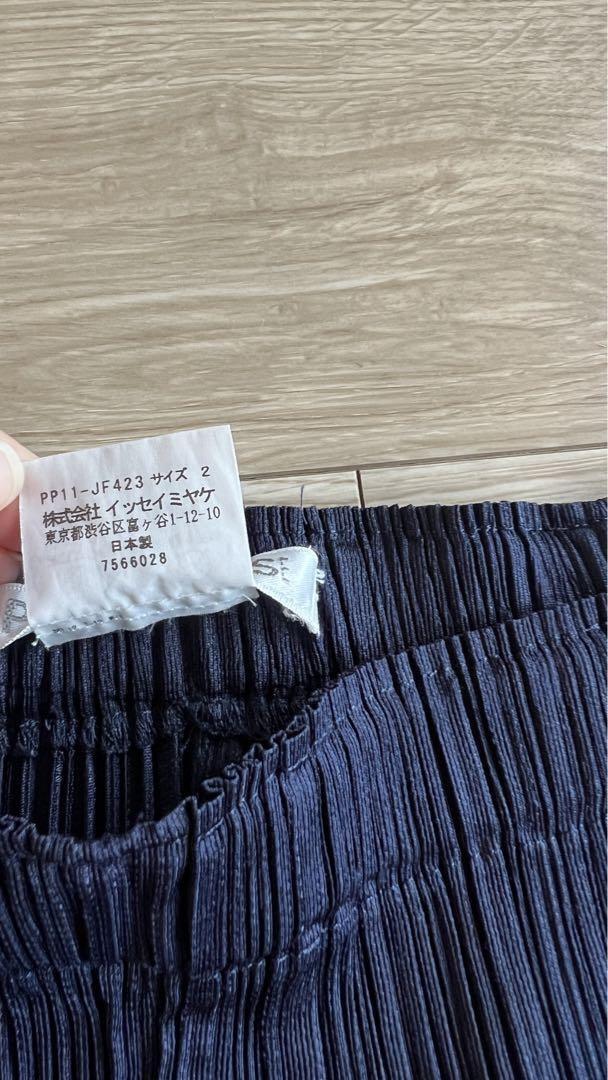 PP11-JF423 サイズ 2
株式会社 イッセイミヤケ
東京都渋谷区富ヶ谷1-12-10
日本製
7566028